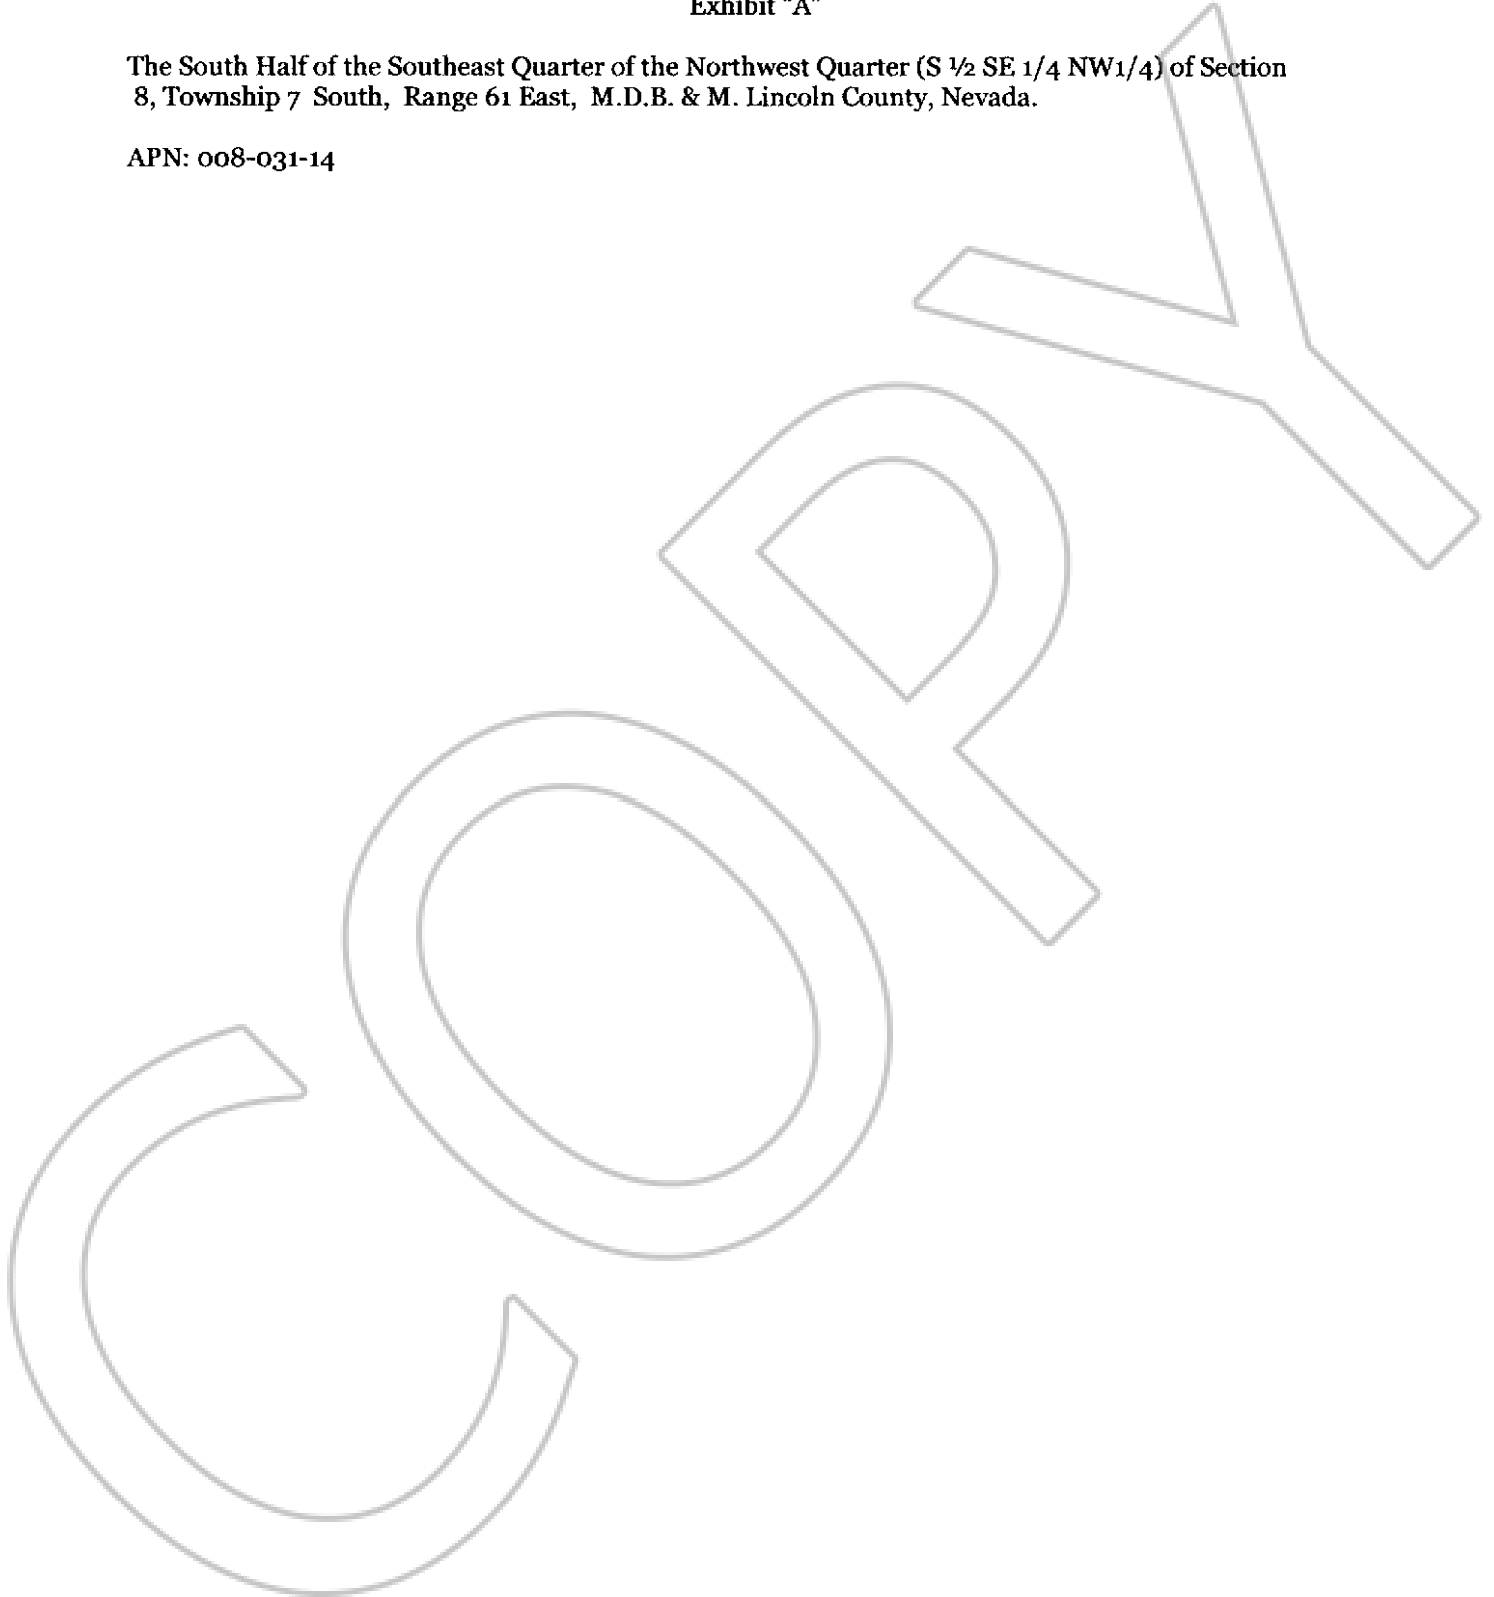 Exhibit "A"
The South Half of the Southeast Quarter of the Northwest Quarter (S ½ SE 1/4 NW1/4) of Section
8, Township 7 South, Range 61 East, M.D.B. & M. Lincoln County, Nevada.
APN: 008-031-14
COPY